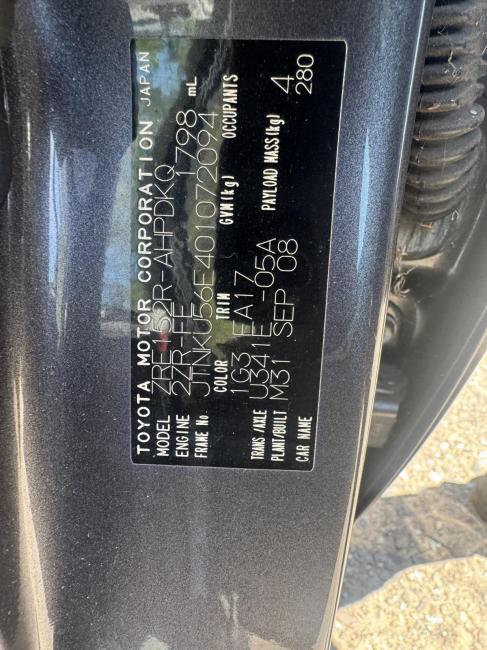 TOYOTA MOTOR CORPORATION JAPAN
MODEL ZRE152R-AHPDKQ
ENGINE 2ZR-FE 1798 mL
FRAME No. JTNKU56E401072094
COLOR TRIM GVM(kg) OCCUPANTS
1G3 EA17 4
TRANS/AXLE U341E -05A PAYLOAD MASS(kg) 280
PLANT/BUILT M31 SEP 08
CAR NAME